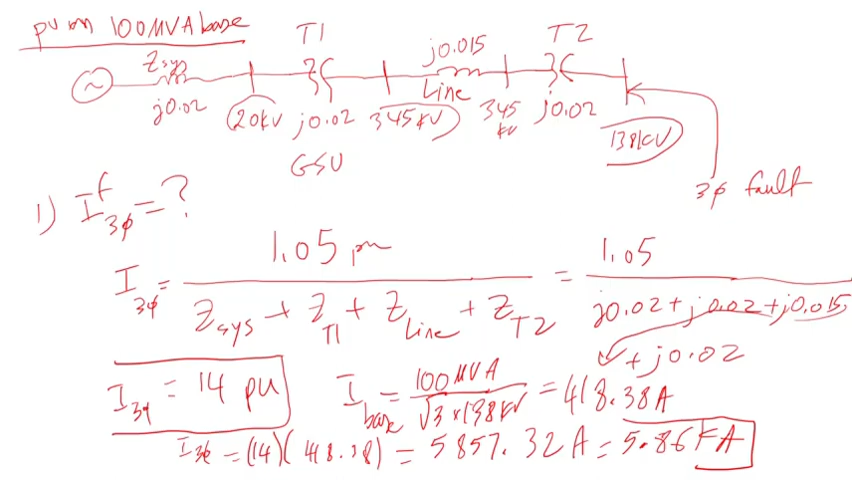 pu on 100MVA base
T1
T2
Zsys
j0.015
Line
j0.02
20kV
j0.02
345kV
345
kV
j0.02
138kV
GSU
3φ fault
1) I^f_3φ = ?
I_3φ = 1.05 pu / (Z_sys + Z_T1 + Z_Line + Z_T2) = 1.05 / (j0.02 + j0.02 + j0.015
+ j0.02
I_3φ = 14 pu
I_base = 100MVA / (√3 x 138kV) = 418.38A
I_3φ = (14)(418.38) = 5857.32A = 5.86KA